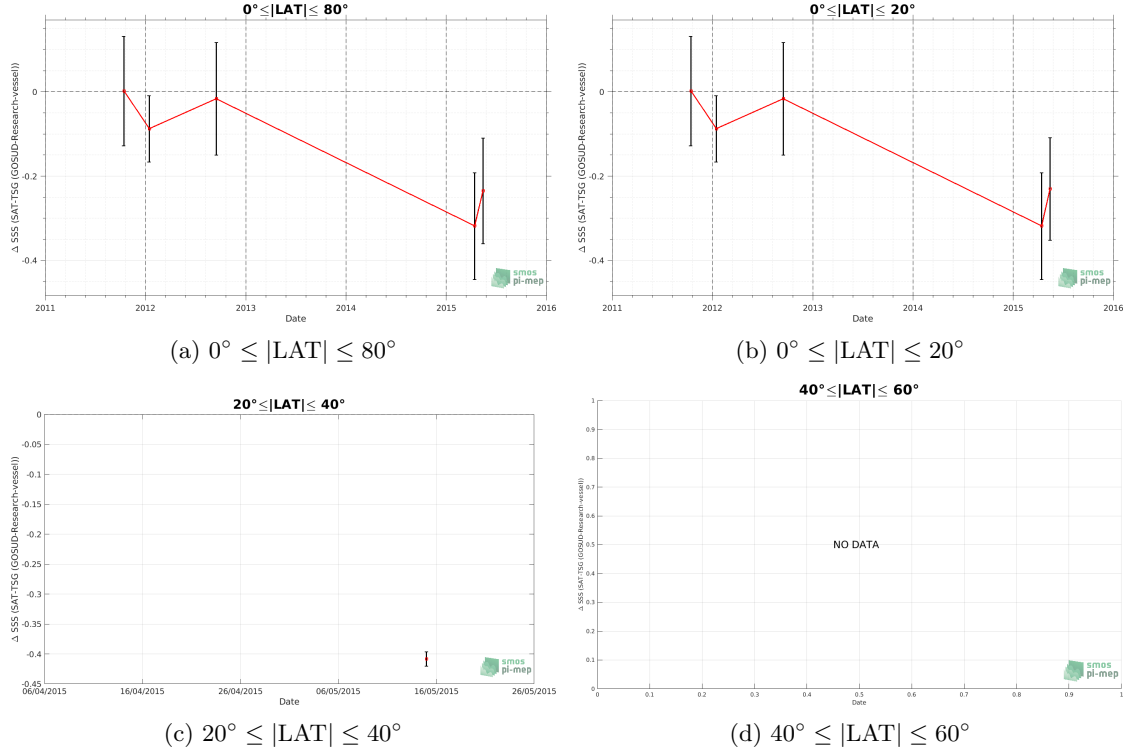 0°≤|LAT|≤ 80°
Δ SSS (SAT-TSG (GOSUD-Research-vessel))
0
-0.2
-0.4
2011 2012 2013 2014 2015 2016
Date
smos
pi-mep
(a) 0° ≤ |LAT| ≤ 80°
0°≤|LAT|≤ 20°
Δ SSS (SAT-TSG (GOSUD-Research-vessel))
0
-0.2
-0.4
2011 2012 2013 2014 2015 2016
Date
smos
pi-mep
(b) 0° ≤ |LAT| ≤ 20°
20°≤|LAT|≤ 40°
Δ SSS (SAT-TSG (GOSUD-Research-vessel))
0
-0.05
-0.1
-0.15
-0.2
-0.25
-0.3
-0.35
-0.4
-0.45
06/04/2015 16/04/2015 26/04/2015 06/05/2015 16/05/2015 26/05/2015
Date
smos
pi-mep
(c) 20° ≤ |LAT| ≤ 40°
40°≤|LAT|≤ 60°
Δ SSS (SAT-TSG (GOSUD-Research-vessel))
1
0.9
0.8
0.7
0.6
0.5
0.4
0.3
0.2
0.1
0
NO DATA
0 0.1 0.2 0.3 0.4 0.5 0.6 0.7 0.8 0.9 1
Date
smos
pi-mep
(d) 40° ≤ |LAT| ≤ 60°